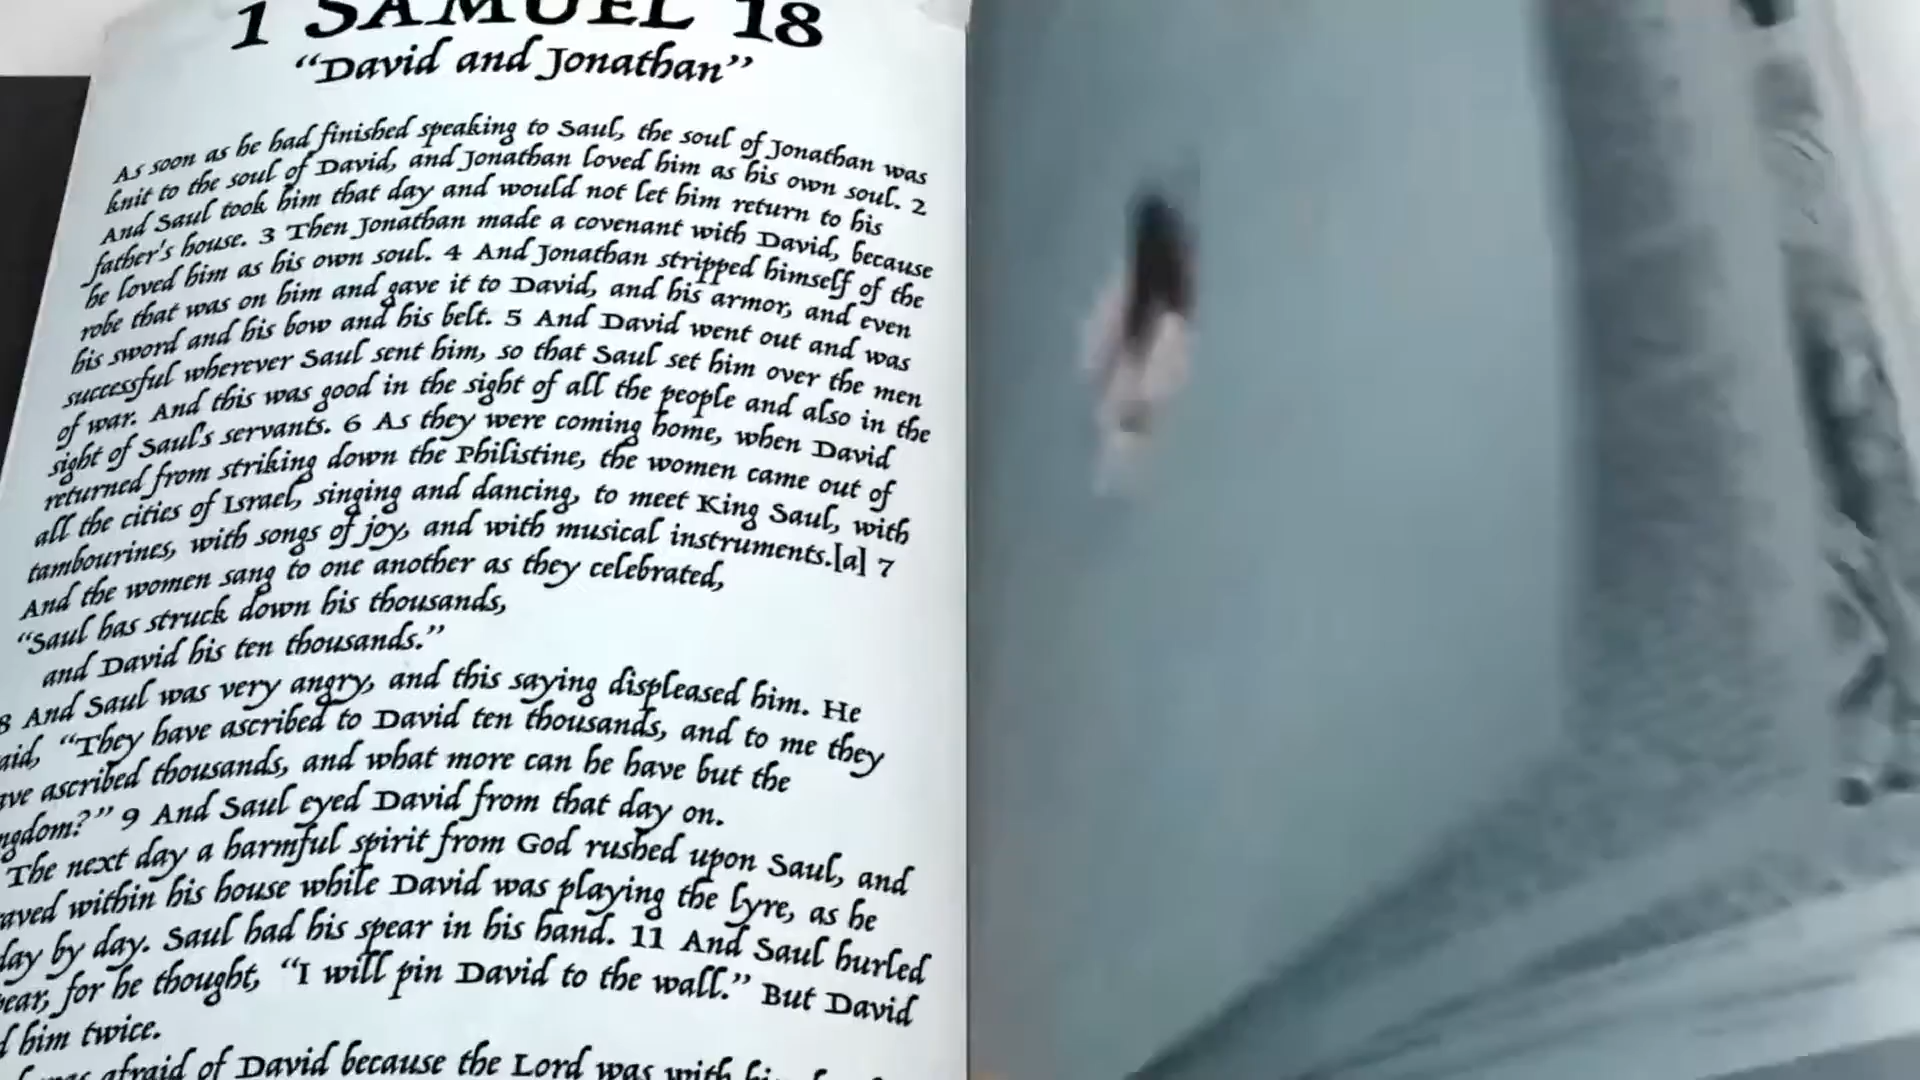 1 SAMUEL 18
“David and Jonathan”
As soon as he had finished speaking to Saul, the soul of Jonathan was
knit to the soul of David, and Jonathan loved him as his own soul. 2
And Saul took him that day and would not let him return to his
father's house. 3 Then Jonathan made a covenant with David, because
he loved him as his own soul. 4 And Jonathan stripped himself of the
robe that was on him and gave it to David, and his armor, and even
his sword and his bow and his belt. 5 And David went out and was
successful wherever Saul sent him, so that Saul set him over the men
of war. And this was good in the sight of all the people and also in the
sight of Saul's servants. 6 As they were coming home, when David
returned from striking down the Philistine, the women came out of
all the cities of Israel, singing and dancing, to meet King Saul, with
tambourines, with songs of joy, and with musical instruments.[a] 7
And the women sang to one another as they celebrated,
“Saul has struck down his thousands,
and David his ten thousands.”
8 And Saul was very angry, and this saying displeased him. He
aid, “They have ascribed to David ten thousands, and to me they
ave ascribed thousands, and what more can he have but the
ngdom?” 9 And Saul eyed David from that day on.
The next day a harmful spirit from God rushed upon Saul, and
raved within his house while David was playing the lyre, as he
day by day. Saul had his spear in his hand. 11 And Saul hurled
pear, for he thought, “I will pin David to the wall.” But David
d him twice.
was afraid of David because the Lord was with